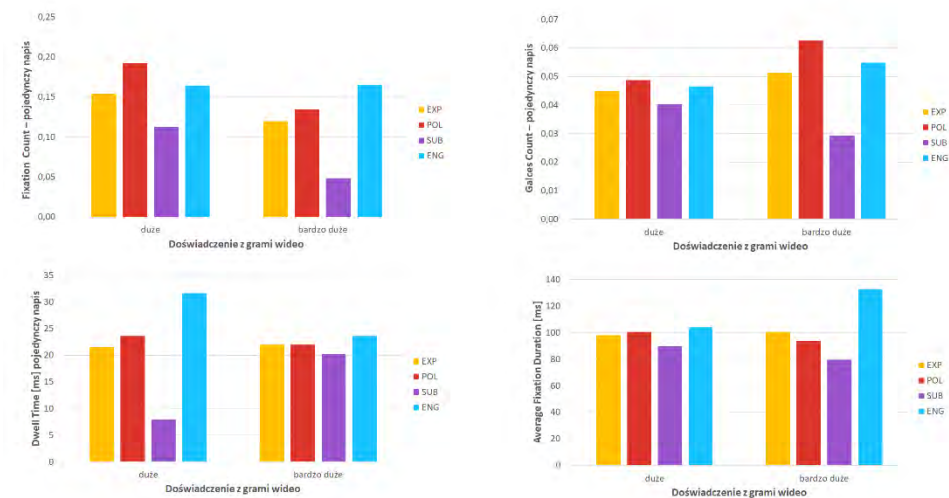 0,25
0,20
0,15
0,10
0,05
0,00
Fixation Count – pojedynczy napis
duże
bardzo duże
Doświadczenie z grami wideo
EXP
POL
SUB
ENG
0,07
0,06
0,05
0,04
0,03
0,02
0,01
0,00
Galces Count – pojedynczy napis
duże
bardzo duże
Doświadczenie z grami wideo
EXP
POL
SUB
ENG
35
30
25
20
15
10
5
0
Dwell Time [ms] pojedynczy napis
duże
bardzo duże
Doświadczenie z grami wideo
EXP
POL
SUB
ENG
140
120
100
80
60
40
20
0
Average Fixation Duration [ms]
duże
bardzo duże
Doświadczenie z grami wideo
EXP
POL
SUB
ENG